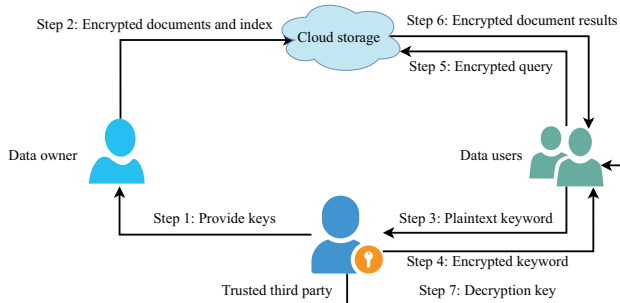 Step 2: Encrypted documents and index
Step 6: Encrypted document results
Cloud storage
Step 5: Encrypted query
Data owner
Data users
Step 1: Provide keys
Step 3: Plaintext keyword
Step 4: Encrypted keyword
Trusted third party
Step 7: Decryption key